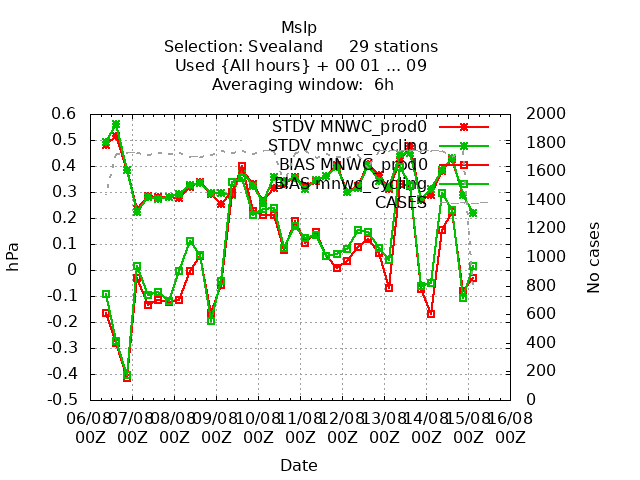 Mslp
Selection: Svealand 29 stations
Used {All hours} + 00 01 ... 09
Averaging window: 6h
0.6
0.5
0.4
0.3
0.2
0.1
0
-0.1
-0.2
-0.3
-0.4
-0.5
hPa
STDV MNWC_prod0
STDV mnwc_cycling
BIAS MNWC_prod0
BIAS mnwc_cycling
CASES
2000
1800
1600
1400
1200
1000
800
600
400
200
0
No cases
06/08 07/08 08/08 09/08 10/08 11/08 12/08 13/08 14/08 15/08 16/08
00Z 00Z 00Z 00Z 00Z 00Z 00Z 00Z 00Z 00Z 00Z
Date